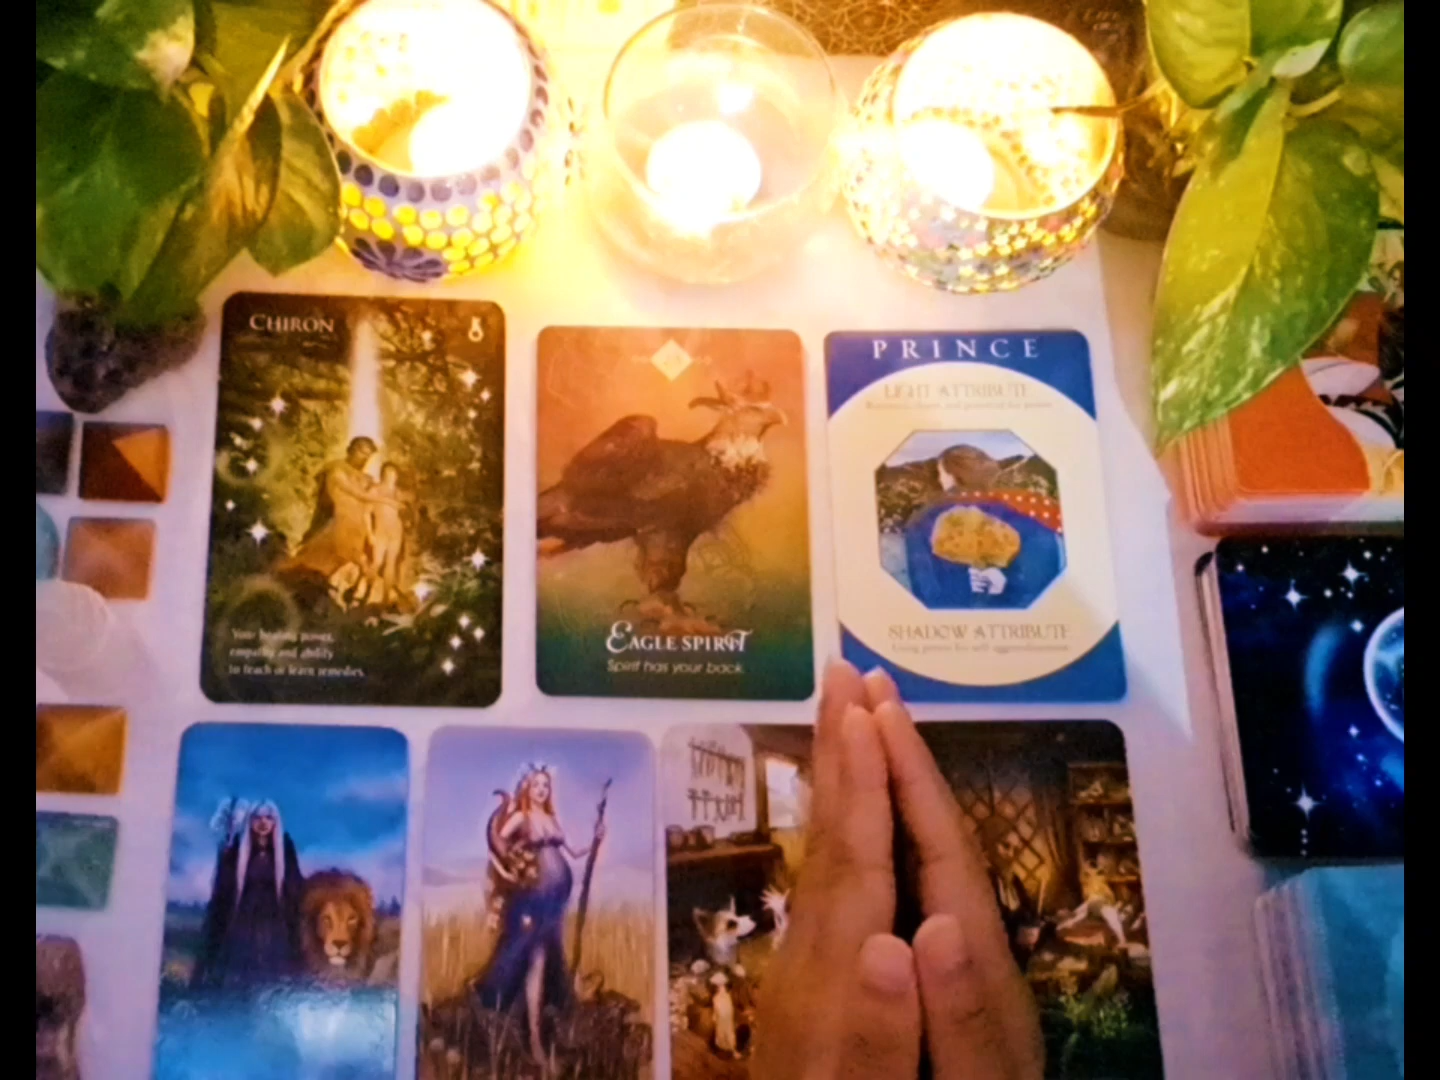 CHIRON
Your healing power,
empathy and ability
to teach or learn remedies.
EAGLE SPIRIT
Spirit has your back.
PRINCE
LIGHT ATTRIBUTE
SHADOW ATTRIBUTE
Using power for self-aggrandizement